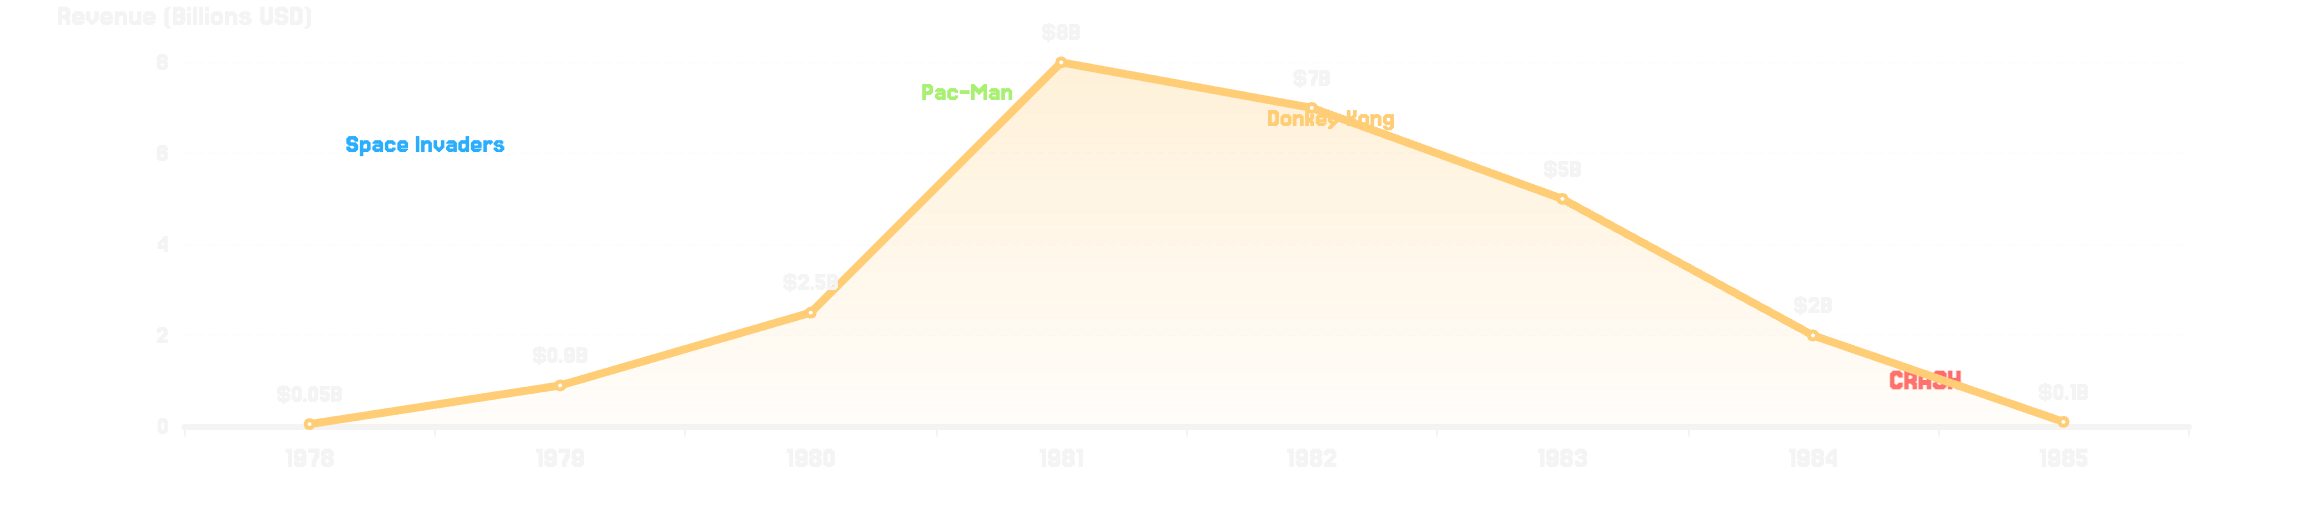 Revenue (Billions USD)
$8B
8
$7B
Pac-Man
Donkey Kong
Space Invaders
6
$5B
4
$2.5B
$2B
2
$0.9B
CRASH
$0.05B
$0.1B
0
1978 1979 1980 1981 1982 1983 1984 1985